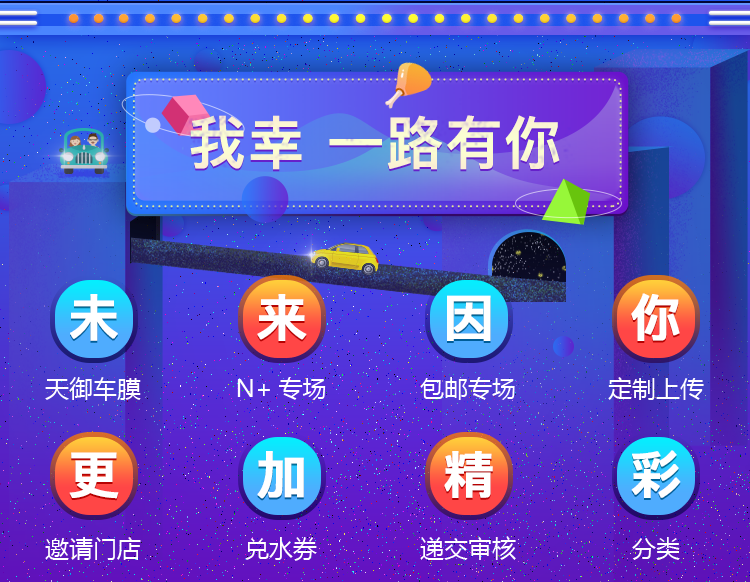 我幸 一路有你
未 来 因 你
天御车膜 N+ 专场 包邮专场 定制上传
更 加 精 彩
邀请门店 兑水券 递交审核 分类